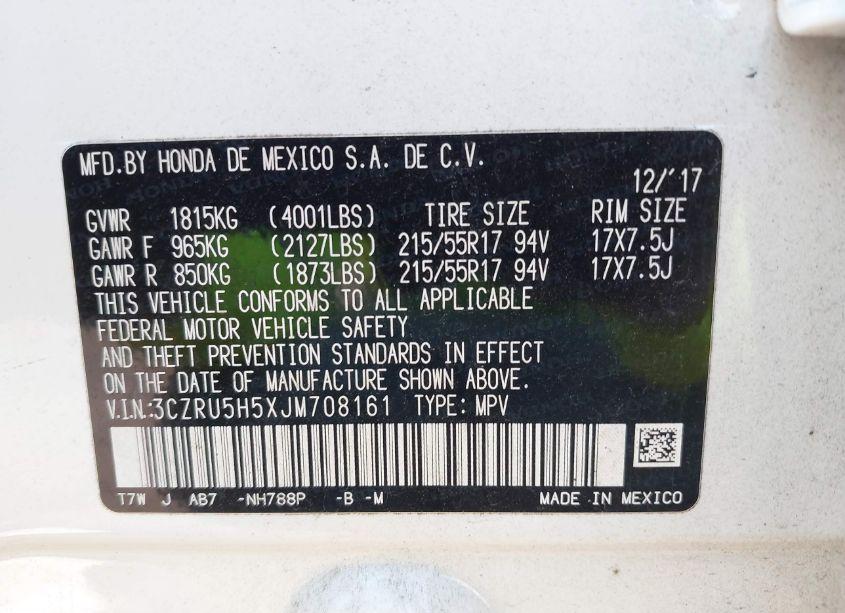 MFD.BY HONDA DE MEXICO S.A. DE C.V.
12/'17
GVWR 1815KG (4001LBS) TIRE SIZE RIM SIZE
GAWR F 965KG (2127LBS) 215/55R17 94V 17X7.5J
GAWR R 850KG (1873LBS) 215/55R17 94V 17X7.5J
THIS VEHICLE CONFORMS TO ALL APPLICABLE
FEDERAL MOTOR VEHICLE SAFETY
AND THEFT PREVENTION STANDARDS IN EFFECT
ON THE DATE OF MANUFACTURE SHOWN ABOVE.
V.I.N.:3CZRU5H5XJM708161 TYPE: MPV
T7W J AB7 -NH788P -B -M MADE IN MEXICO